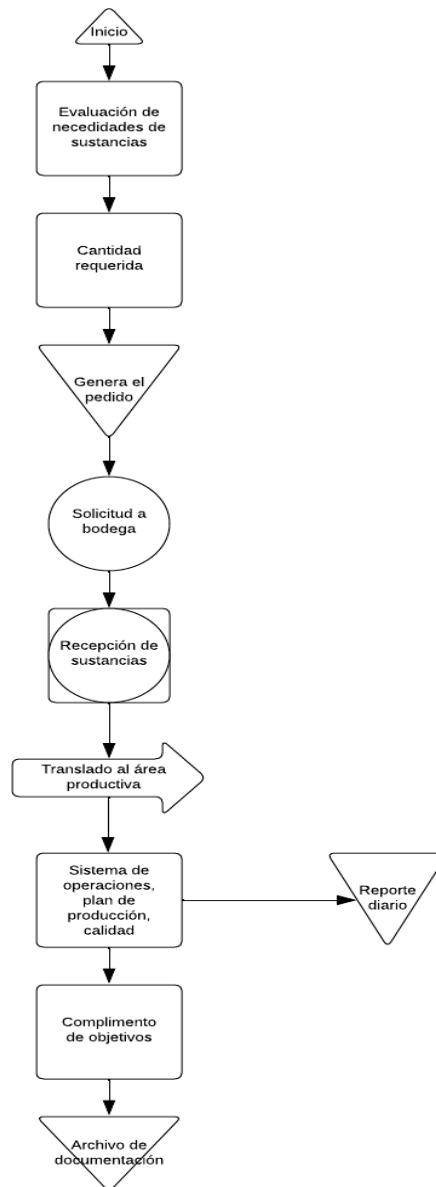 Inicio
Evaluación de
necedidades de
sustancias
Cantidad
requerida
Genera el
pedido
Solicitud a
bodega
Recepción de
sustancias
Translado al área
productiva
Sistema de
operaciones,
plan de
producción,
calidad
Reporte
diario
Complimento
de objetivos
Archivo de
documentación